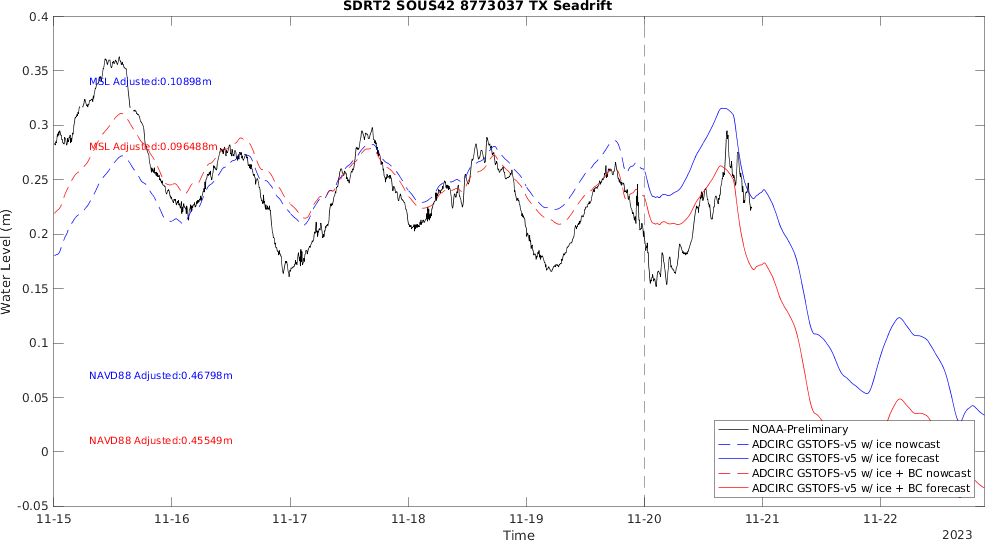 SDRT2 SOUS42 8773037 TX Seadrift
0.4
0.35
0.3
0.25
0.2
0.15
0.1
0.05
0
-0.05
Water Level (m)
MSL Adjusted:0.10898m
MSL Adjusted:0.096488m
NAVD88 Adjusted:0.46798m
NAVD88 Adjusted:0.45549m
NOAA-Preliminary
ADCIRC GSTOFS-v5 w/ ice nowcast
ADCIRC GSTOFS-v5 w/ ice forecast
ADCIRC GSTOFS-v5 w/ ice + BC nowcast
ADCIRC GSTOFS-v5 w/ ice + BC forecast
11-15 11-16 11-17 11-18 11-19 11-20 11-21 11-22
Time
2023